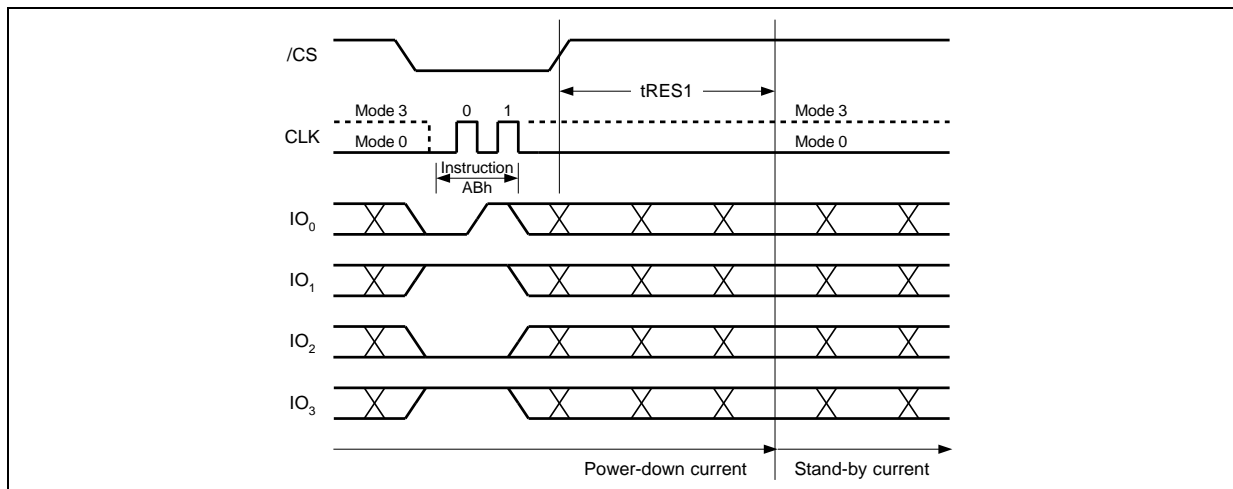 /CS
tRES1
Mode 3 0 1 Mode 3
CLK
Mode 0 Mode 0
Instruction
ABh
IO0
IO1
IO2
IO3
Power-down current Stand-by current